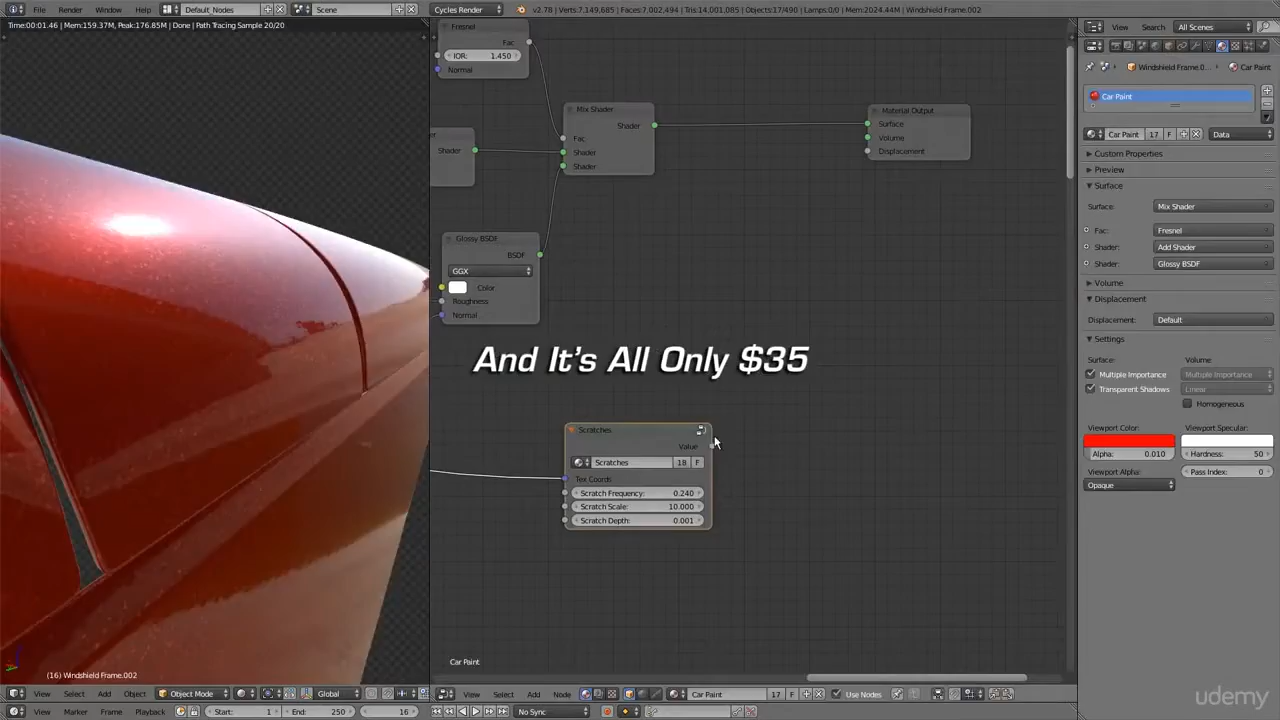 File Render Window Help Default_Nodes Scene Cycles Render v2.78 | Verts:7,149,685 | Faces:7,002,494 | Tris:14,001,085 | Objects:17/490 | Lamps:0/0 | Mem:2024.44M | Windshield Frame.002
View Search All Scenes
Time:00:01.46 | Mem:159.37M, Peak:176.85M | Done | Path Tracing Sample 20/20
Fresnel
Fac
IOR: 1.450
Normal
Shader
Mix Shader
Shader
Fac
Shader
Shader
Material Output
Surface
Volume
Displacement
Glossy BSDF
BSDF
GGX
Color
Roughness
Normal
And It's All Only $35
Scratches
Value
Scratches 18 F
Tex Coords
Scratch Frequency: 0.240
Scratch Scale: 10.000
Scratch Depth: 0.001
Car Paint
(16) Windshield Frame.002
Windshield Frame.0... Car Paint
Car Paint
Car Paint 17 F Data
Custom Properties
Preview
Surface
Surface: Mix Shader
Fac: Fresnel
Shader: Add Shader
Shader: Glossy BSDF
Volume
Displacement
Displacement: Default
Settings
Surface: Volume:
Multiple Importance Multiple Importance
Transparent Shadows Linear
Homogeneous
Viewport Color: Viewport Specular:
Alpha: 0.010 Hardness: 50
Viewport Alpha: Pass Index: 0
Opaque
View Select Add Object Object Mode Global
View Select Add Node Car Paint 17 F Use Nodes
View Marker Frame Playback Start: 1 End: 250 16 No Sync
udemy